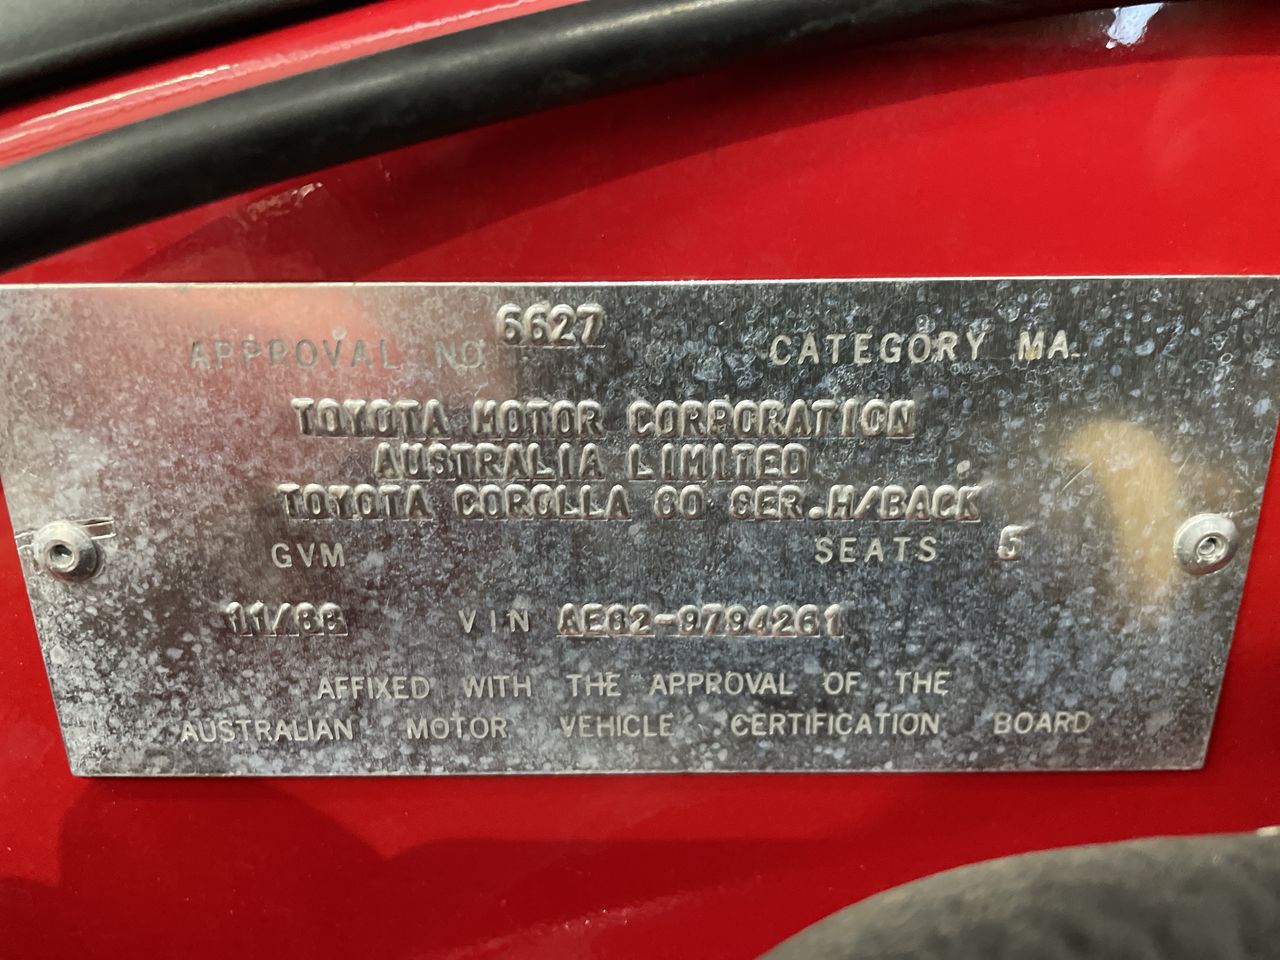 APPROVAL NO 6627 CATEGORY MA
TOYOTA MOTOR CORPORATION
AUSTRALIA LIMITED
TOYOTA COROLLA 80 SER.H/BACK
GVM SEATS 5
11/88 VIN AE82-9794261
AFFIXED WITH THE APPROVAL OF THE
AUSTRALIAN MOTOR VEHICLE CERTIFICATION BOARD